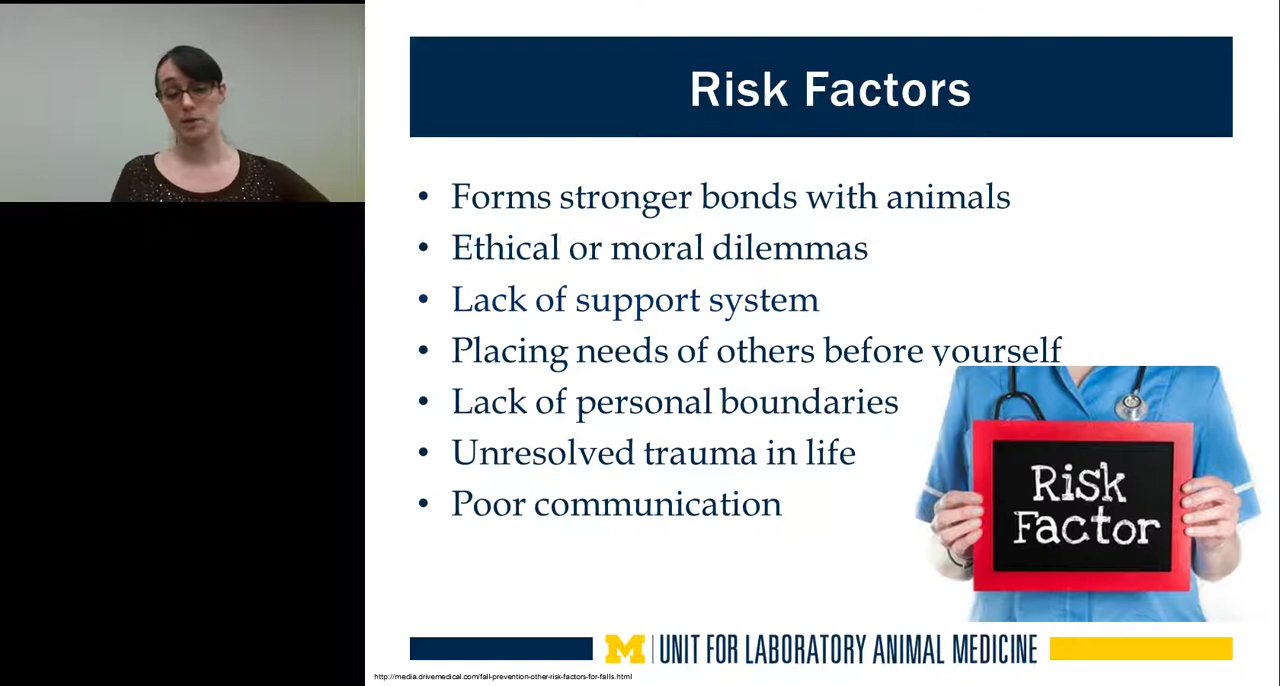 Risk Factors
• Forms stronger bonds with animals
• Ethical or moral dilemmas
• Lack of support system
• Placing needs of others before yourself
• Lack of personal boundaries
• Unresolved trauma in life
• Poor communication
Risk
Factor
M | UNIT FOR LABORATORY ANIMAL MEDICINE
http://media.drivemedical.com/fall-prevention-other-risk-factors-for-falls.html